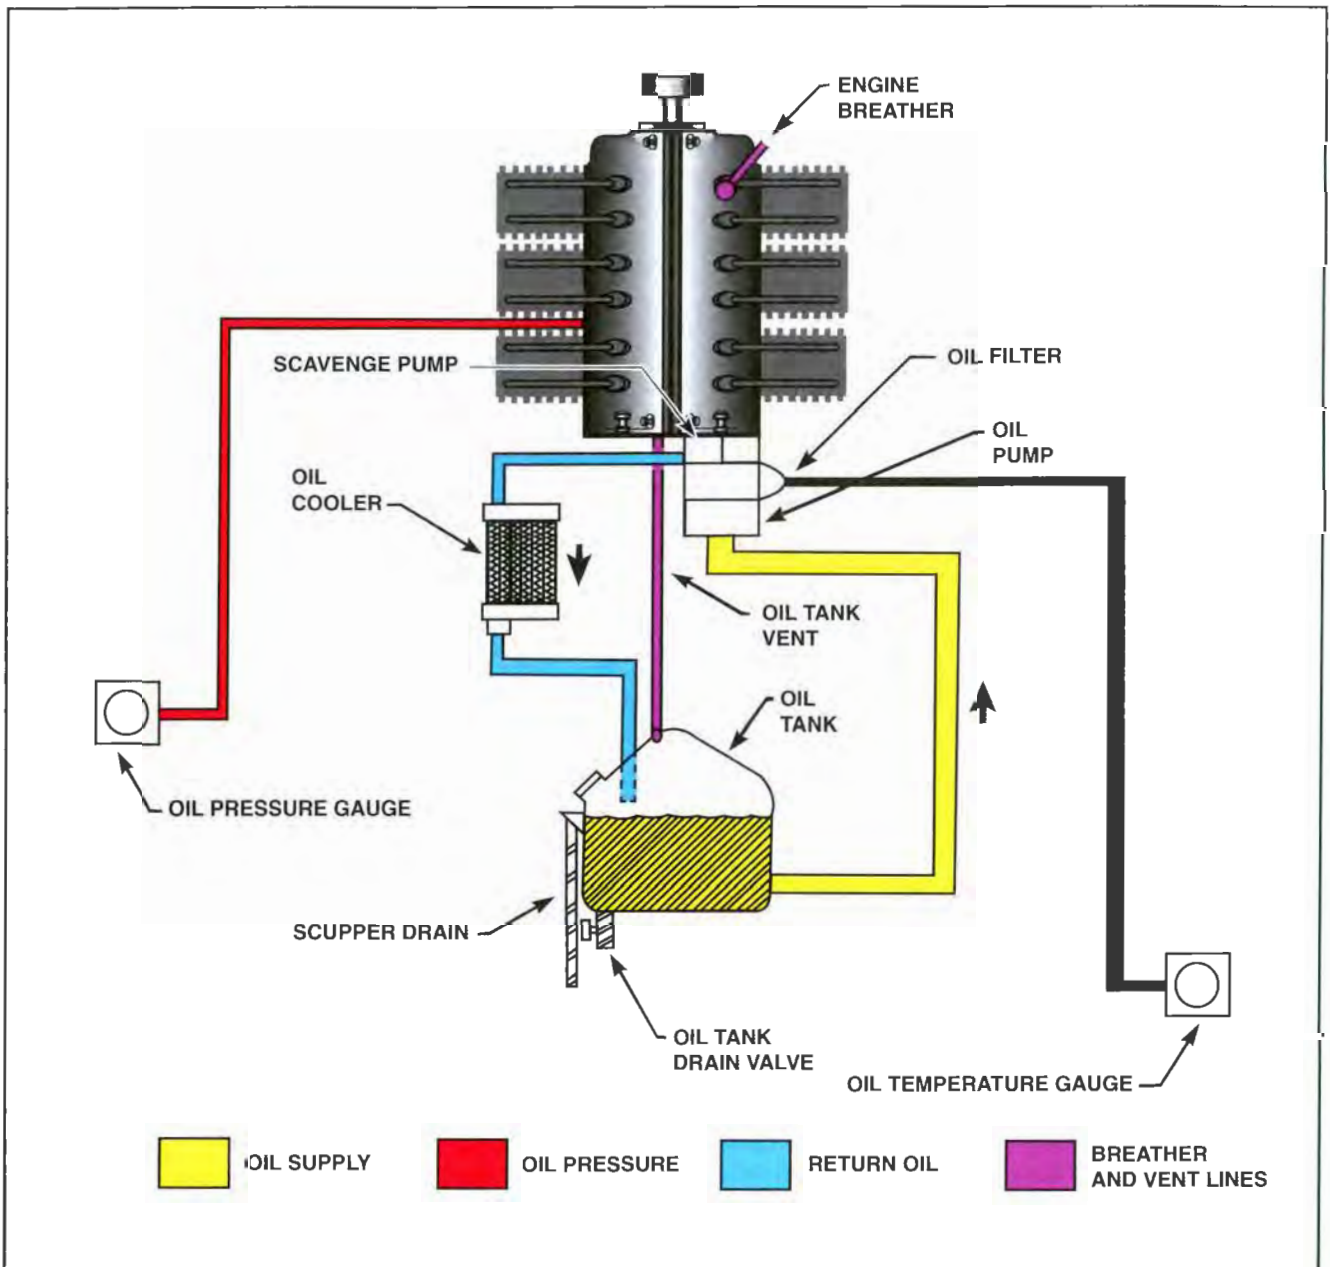 ENGINE
BREATHER
SCAVENGE PUMP
OIL FILTER
OIL
PUMP
OIL
COOLER
OIL TANK
VENT
OIL
TANK
OIL PRESSURE GAUGE
SCUPPER DRAIN
OIL TANK
DRAIN VALVE
OIL TEMPERATURE GAUGE
OIL SUPPLY
OIL PRESSURE
RETURN OIL
BREATHER
AND VENT LINES